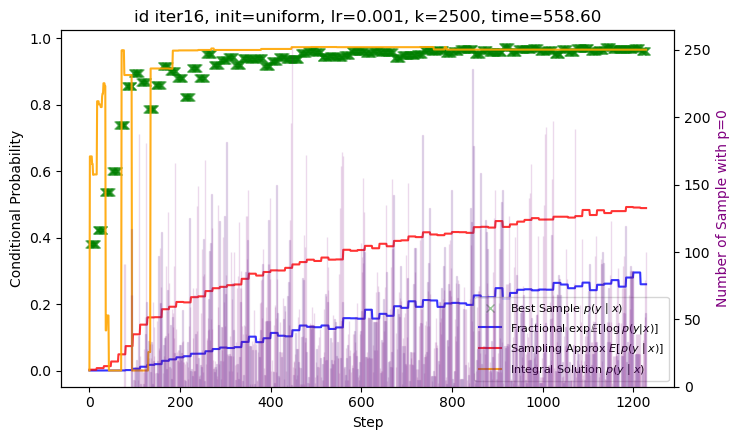 id iter16, init=uniform, lr=0.001, k=2500, time=558.60
1.0
0.8
0.6
0.4
0.2
0.0
Conditional Probability
0
200
400
600
800
1000
1200
Step
250
200
150
100
50
0
Number of Sample with p=0
Best Sample p(y | x)
Fractional exp𝔼[log p(y|x)]
Sampling Approx E[p(y | x)]
Integral Solution p(y | x)